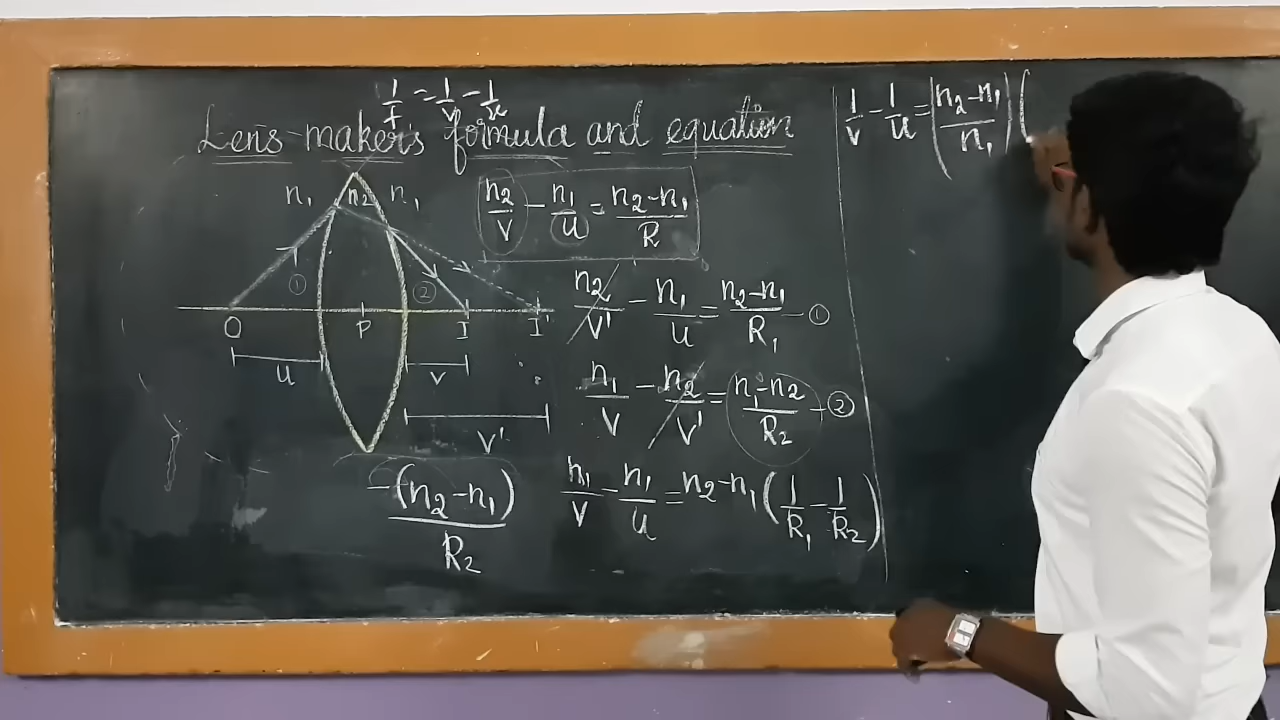 1/f = 1/v - 1/u
Lens-maker's formula and equation
n₁ n₂ n₁
n₂/v - n₁/u = n₂-n₁/R
① ②
O P I I'
u v
v'
n₂/v' - n₁/u = n₂-n₁/R₁ - ①
n₁/v - n₂/v' = n₁-n₂/R₂ - ②
-(n₂-n₁)/R₂
n₁/v - n₁/u = n₂-n₁ (1/R₁ - 1/R₂)
1/v - 1/u = (n₂-n₁/n₁) (